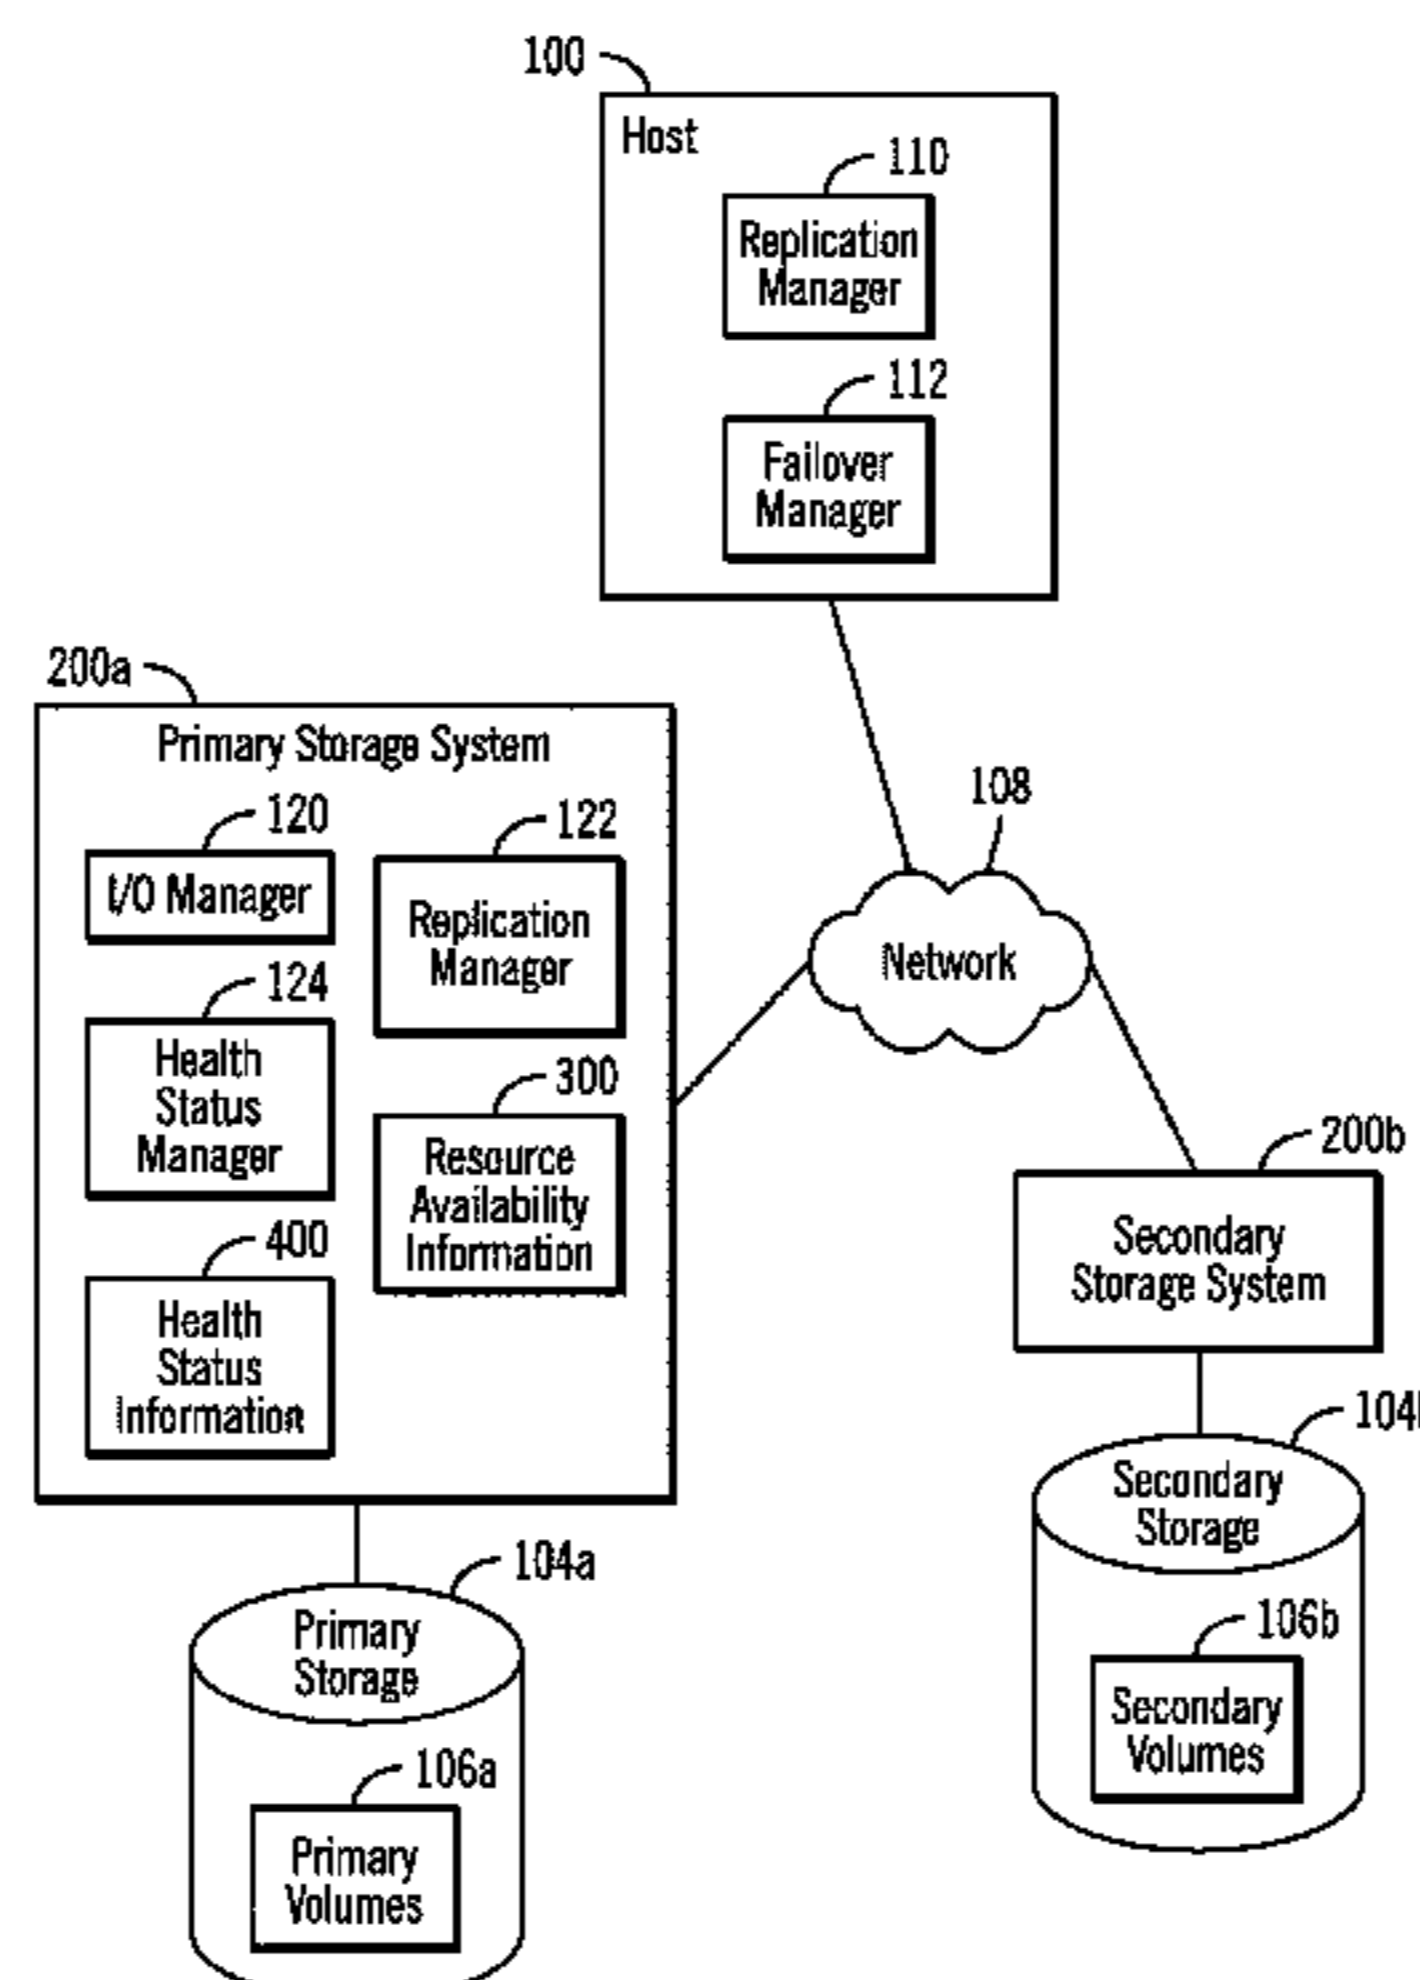 100
Host
110
Replication
Manager
112
Failover
Manager
200a
Primary Storage System
120
I/O Manager
122
Replication
Manager
124
Health
Status
Manager
300
Resource
Availability
Information
400
Health
Status
Information
108
Network
200b
Secondary
Storage System
104
Secondary
Storage
106b
Secondary
Volumes
104a
Primary
Storage
106a
Primary
Volumes